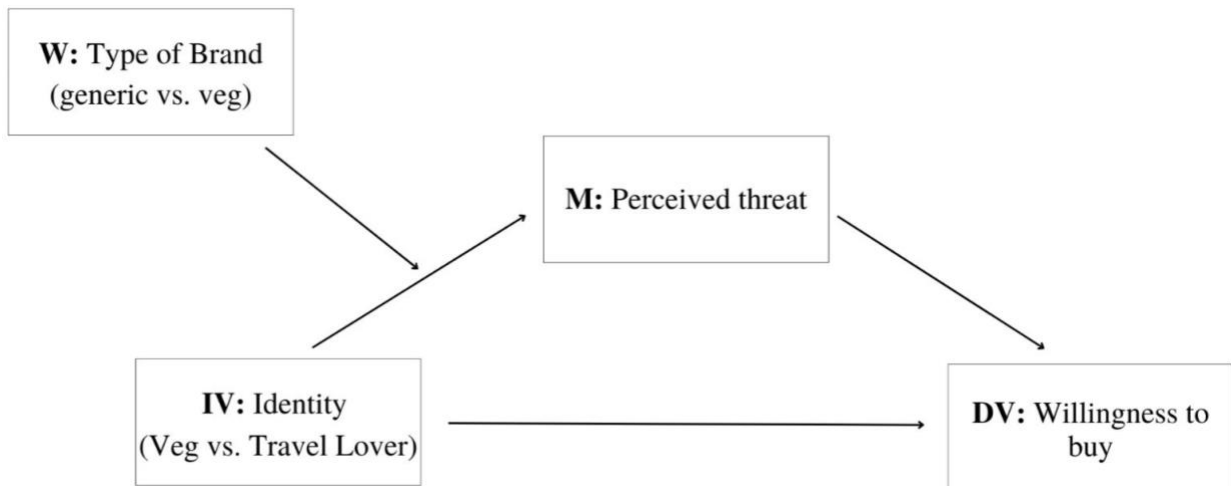 W: Type of Brand
(generic vs. veg)
M: Perceived threat
IV: Identity
(Veg vs. Travel Lover)
DV: Willingness to
buy